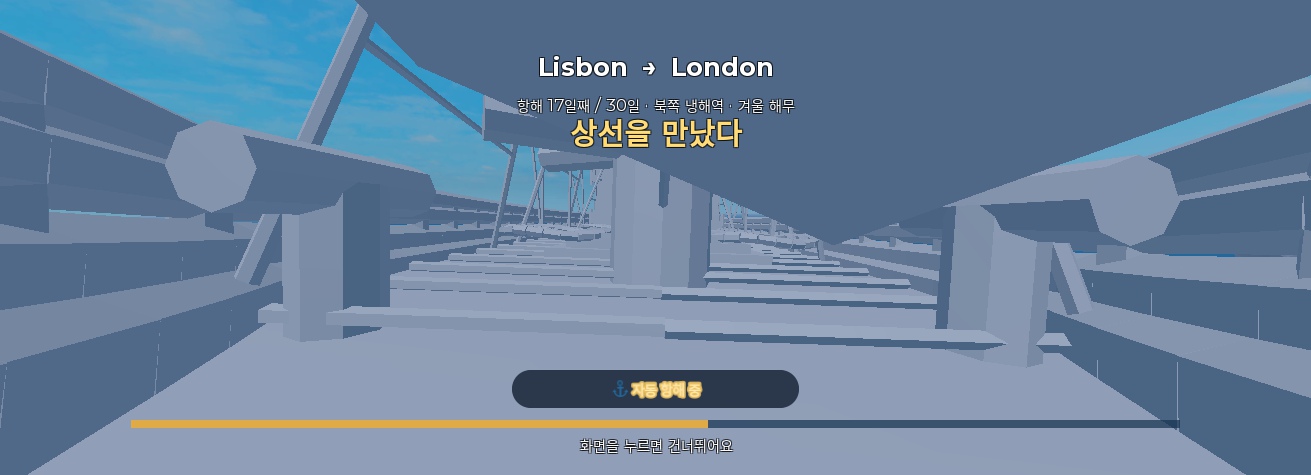 Lisbon → London
항해 17일째 / 30일 · 북쪽 냉해역 · 겨울 해무
상선을 만났다
⚓ 자동 항해 중
화면을 누르면 건너뛰어요